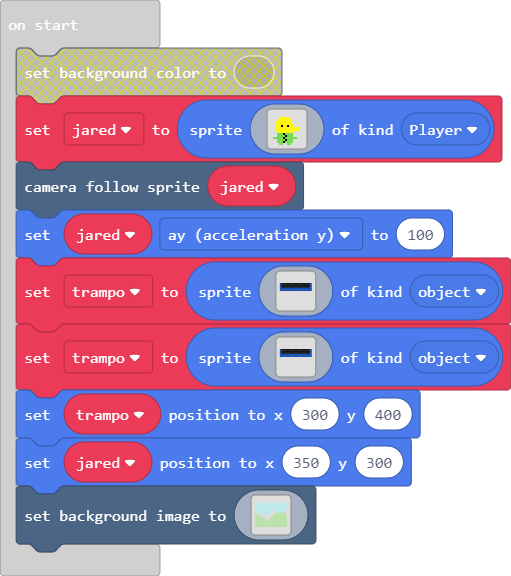 on start
set background color to
set jared to sprite of kind Player
camera follow sprite jared
set jared ay (acceleration y) to 100
set trampo to sprite of kind object
set trampo to sprite of kind object
set trampo position to x 300 y 400
set jared position to x 350 y 300
set background image to